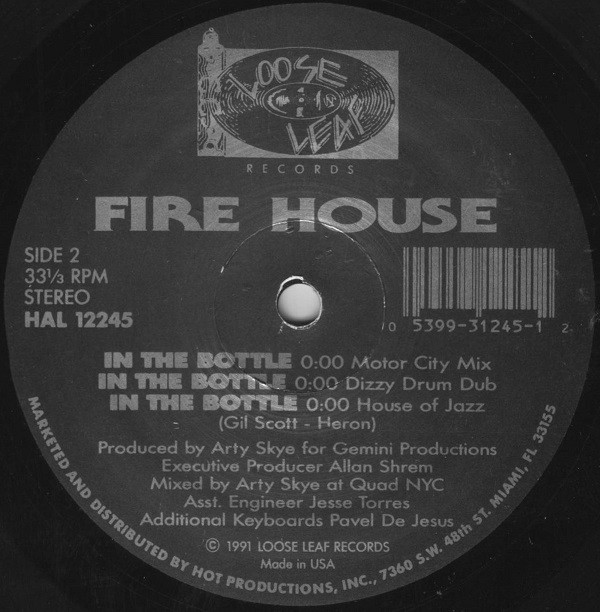 LOOSE
LEAF
RECORDS
FIRE HOUSE
SIDE 2
33⅓ RPM
STEREO
HAL 12245
0 5399-31245-1 2
IN THE BOTTLE 0:00 Motor City Mix
IN THE BOTTLE 0:00 Dizzy Drum Dub
IN THE BOTTLE 0:00 House of Jazz
(Gil Scott - Heron)
Produced by Arty Skye for Gemini Productions
Executive Producer Allan Shrem
Mixed by Arty Skye at Quad NYC
Asst. Engineer Jesse Torres
Additional Keyboards Pavel De Jesus
© 1991 LOOSE LEAF RECORDS
Made in USA
MARKETED AND DISTRIBUTED BY HOT PRODUCTIONS, INC., 7360 S.W. 48th ST. MIAMI, FL 33155